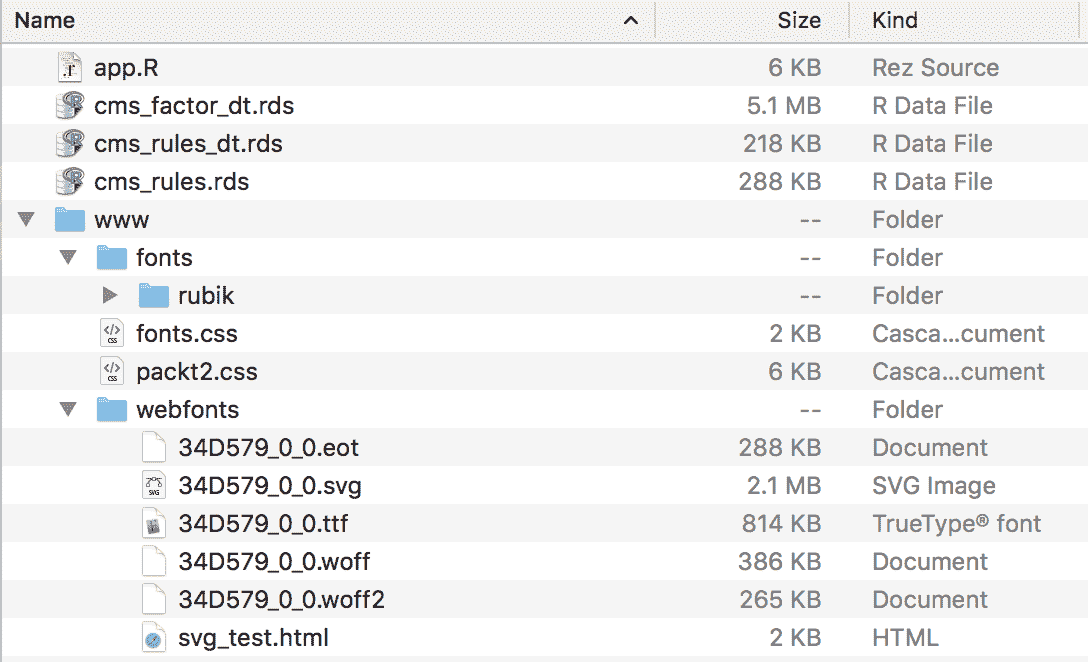 Name Size Kind
app.R 6 KB Rez Source
cms_factor_dt.rds 5.1 MB R Data File
cms_rules_dt.rds 218 KB R Data File
cms_rules.rds 288 KB R Data File
www -- Folder
fonts -- Folder
rubik -- Folder
fonts.css 2 KB Casca...cument
packt2.css 6 KB Casca...cument
webfonts -- Folder
34D579_0_0.eot 288 KB Document
34D579_0_0.svg 2.1 MB SVG Image
34D579_0_0.ttf 814 KB TrueType® font
34D579_0_0.woff 386 KB Document
34D579_0_0.woff2 265 KB Document
svg_test.html 2 KB HTML